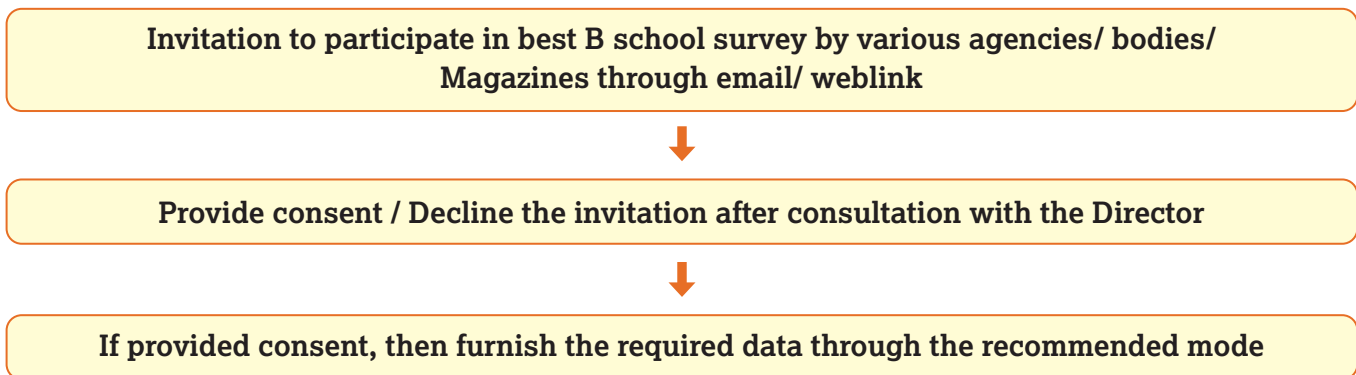 Invitation to participate in best B school survey by various agencies/ bodies/
Magazines through email/ weblink
Provide consent / Decline the invitation after consultation with the Director
If provided consent, then furnish the required data through the recommended mode